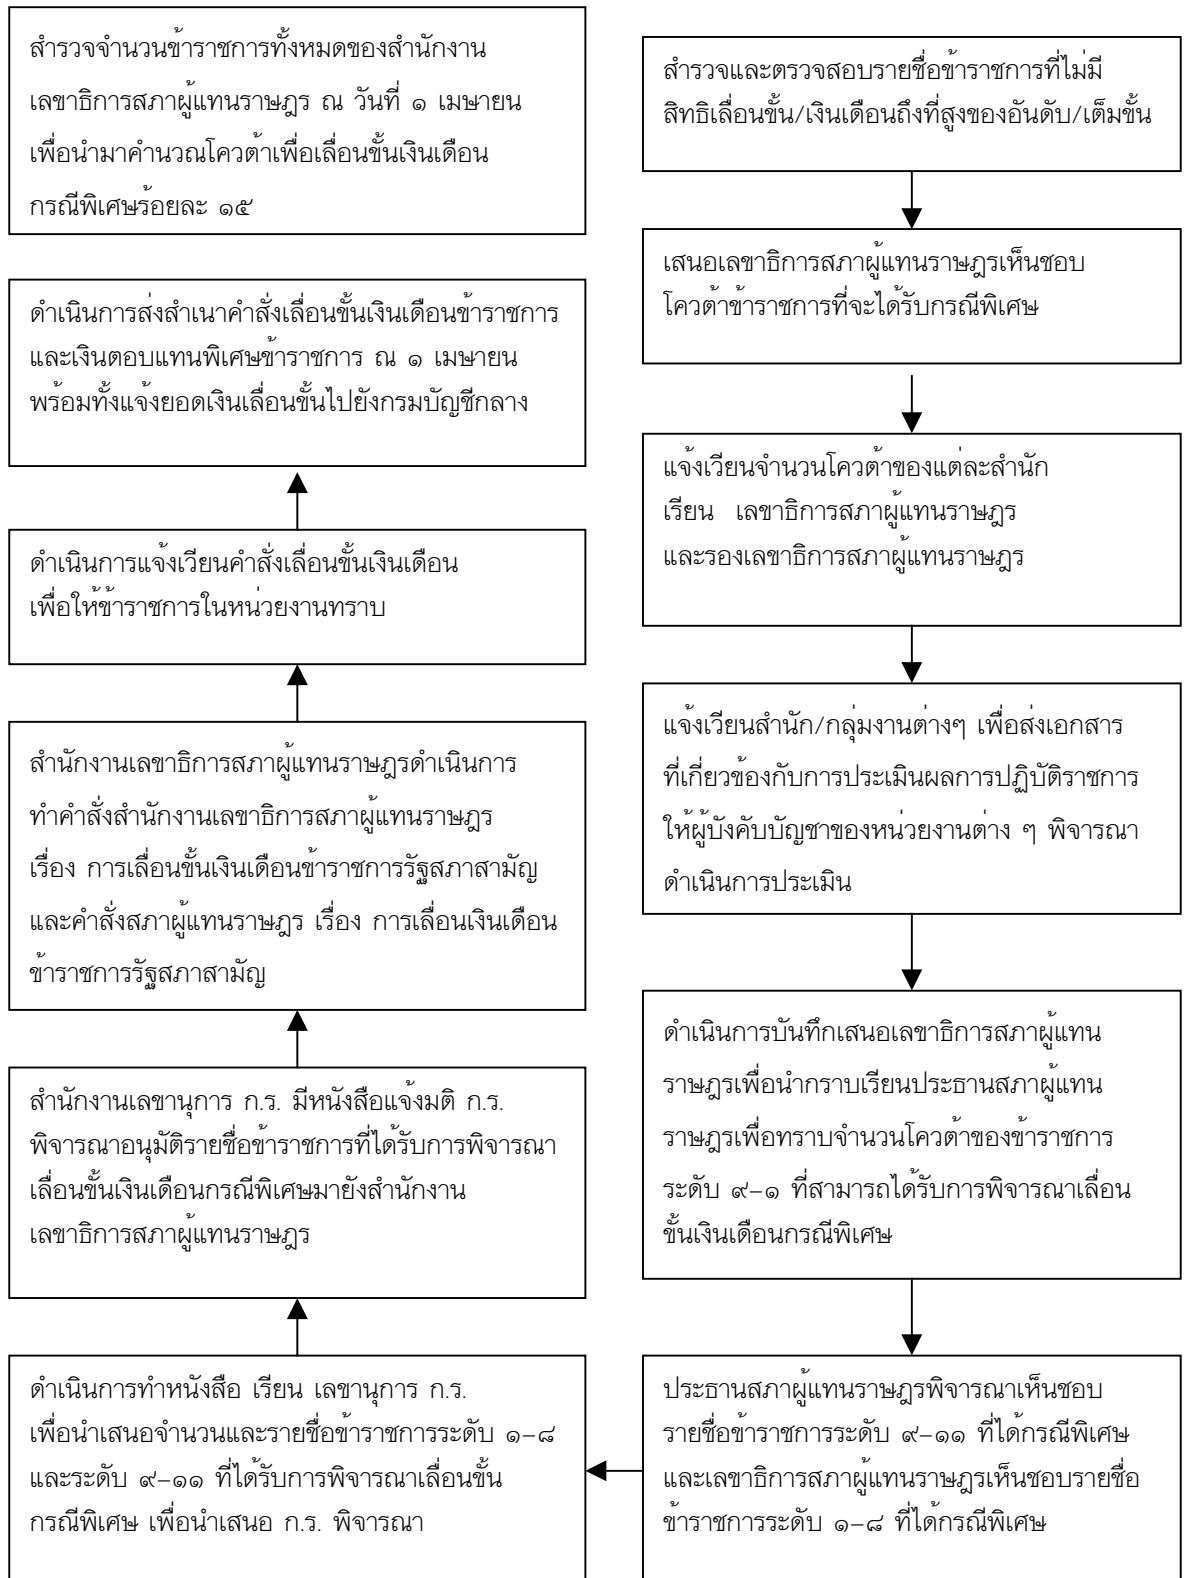 สำรวจจำนวนข้าราชการทั้งหมดของสำนักงาน
เลขาธิการสภาผู้แทนราษฎร ณ วันที่ ๑ เมษายน
เพื่อนำมาคำนวณโควต้าเพื่อเลื่อนขั้นเงินเดือน
กรณีพิเศษร้อยละ ๑๕
สำรวจและตรวจสอบรายชื่อข้าราชการที่ไม่มี
สิทธิเลื่อนขั้น/เงินเดือนถึงที่สูงของอันดับ/เต็มขั้น
เสนอเลขาธิการสภาผู้แทนราษฎรเห็นชอบ
โควต้าข้าราชการที่จะได้รับกรณีพิเศษ
แจ้งเวียนจำนวนโควต้าของแต่ละสำนัก
เรียน เลขาธิการสภาผู้แทนราษฎร
และรองเลขาธิการสภาผู้แทนราษฎร
แจ้งเวียนสำนัก/กลุ่มงานต่างๆ เพื่อส่งเอกสาร
ที่เกี่ยวข้องกับการประเมินผลการปฏิบัติราชการ
ให้ผู้บังคับบัญชาของหน่วยงานต่าง ๆ พิจารณา
ดำเนินการประเมิน
ดำเนินการบันทึกเสนอเลขาธิการสภาผู้แทน
ราษฎรเพื่อนำกราบเรียนประธานสภาผู้แทน
ราษฎรเพื่อทราบจำนวนโควต้าของข้าราชการ
ระดับ ๙-๑ ที่สามารถได้รับการพิจารณาเลื่อน
ขั้นเงินเดือนกรณีพิเศษ
ประธานสภาผู้แทนราษฎรพิจารณาเห็นชอบ
รายชื่อข้าราชการระดับ ๙-๑๑ ที่ได้กรณีพิเศษ
และเลขาธิการสภาผู้แทนราษฎรเห็นชอบรายชื่อ
ข้าราชการระดับ ๑-๘ ที่ได้กรณีพิเศษ
ดำเนินการทำหนังสือ เรียน เลขานุการ ก.ร.
เพื่อนำเสนอจำนวนและรายชื่อข้าราชการระดับ ๑-๘
และระดับ ๙-๑๑ ที่ได้รับการพิจารณาเลื่อนขั้น
กรณีพิเศษ เพื่อนำเสนอ ก.ร. พิจารณา
สำนักงานเลขานุการ ก.ร. มีหนังสือแจ้งมติ ก.ร.
พิจารณาอนุมัติรายชื่อข้าราชการที่ได้รับการพิจารณา
เลื่อนขั้นเงินเดือนกรณีพิเศษมายังสำนักงาน
เลขาธิการสภาผู้แทนราษฎร
สำนักงานเลขาธิการสภาผู้แทนราษฎรดำเนินการ
ทำคำสั่งสำนักงานเลขาธิการสภาผู้แทนราษฎร
เรื่อง การเลื่อนขั้นเงินเดือนข้าราชการรัฐสภาสามัญ
และคำสั่งสภาผู้แทนราษฎร เรื่อง การเลื่อนเงินเดือน
ข้าราชการรัฐสภาสามัญ
ดำเนินการแจ้งเวียนคำสั่งเลื่อนขั้นเงินเดือน
เพื่อให้ข้าราชการในหน่วยงานทราบ
ดำเนินการส่งสำเนาคำสั่งเลื่อนขั้นเงินเดือนข้าราชการ
และเงินตอบแทนพิเศษข้าราชการ ณ ๑ เมษายน
พร้อมทั้งแจ้งยอดเงินเลื่อนขั้นไปยังกรมบัญชีกลาง